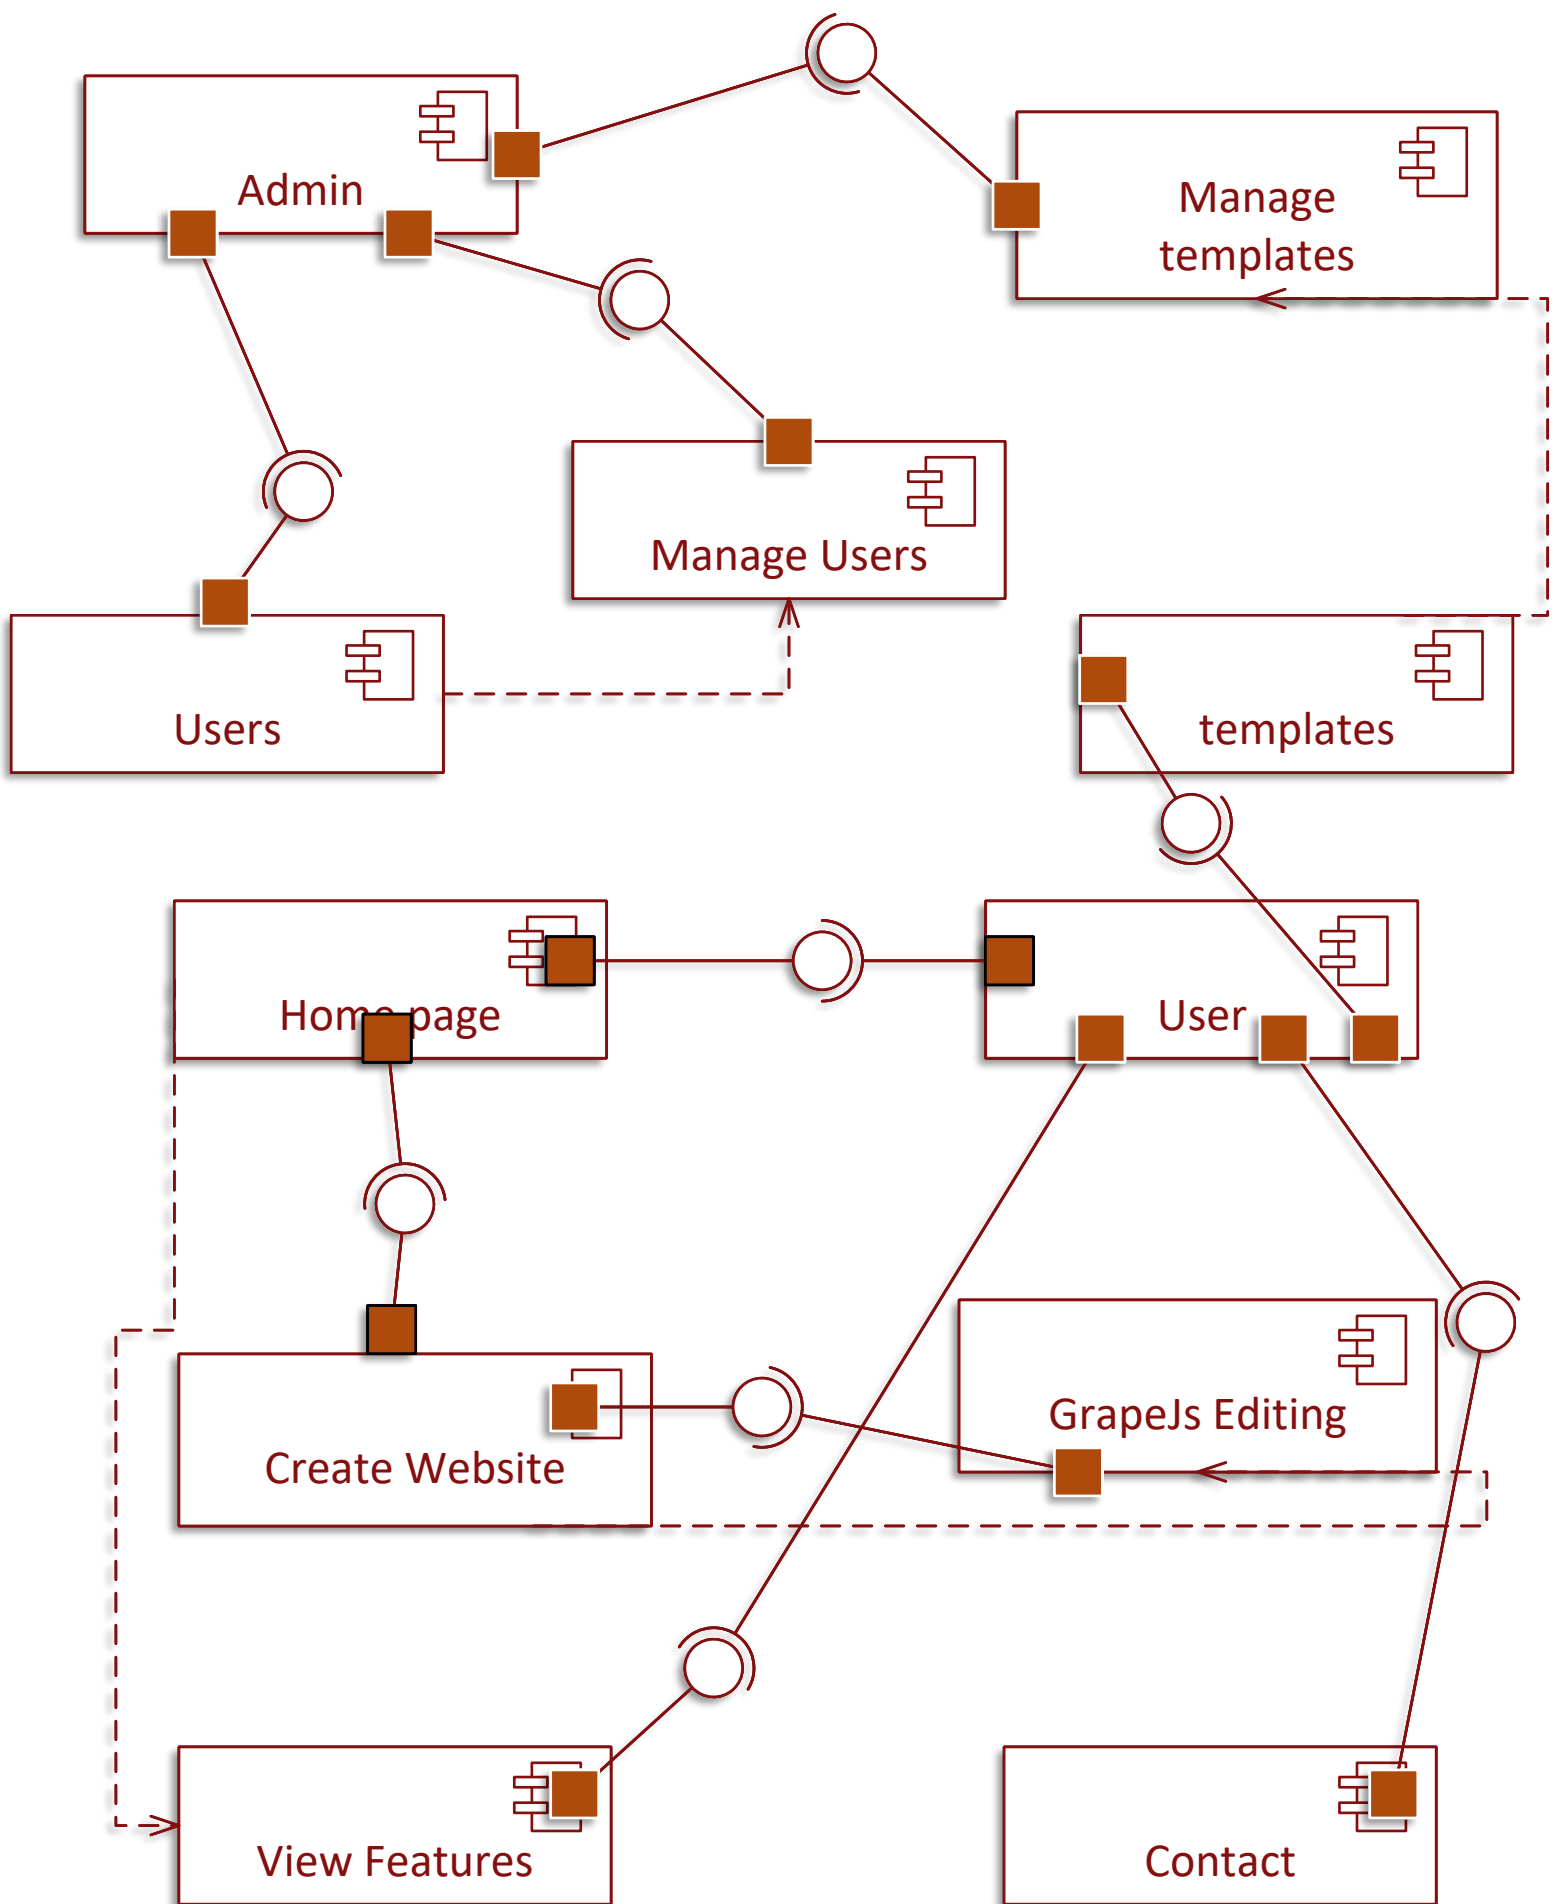 Admin
Manage
templates
Manage Users
Users
templates
Home page
User
GrapeJs Editing
Create Website
View Features
Contact